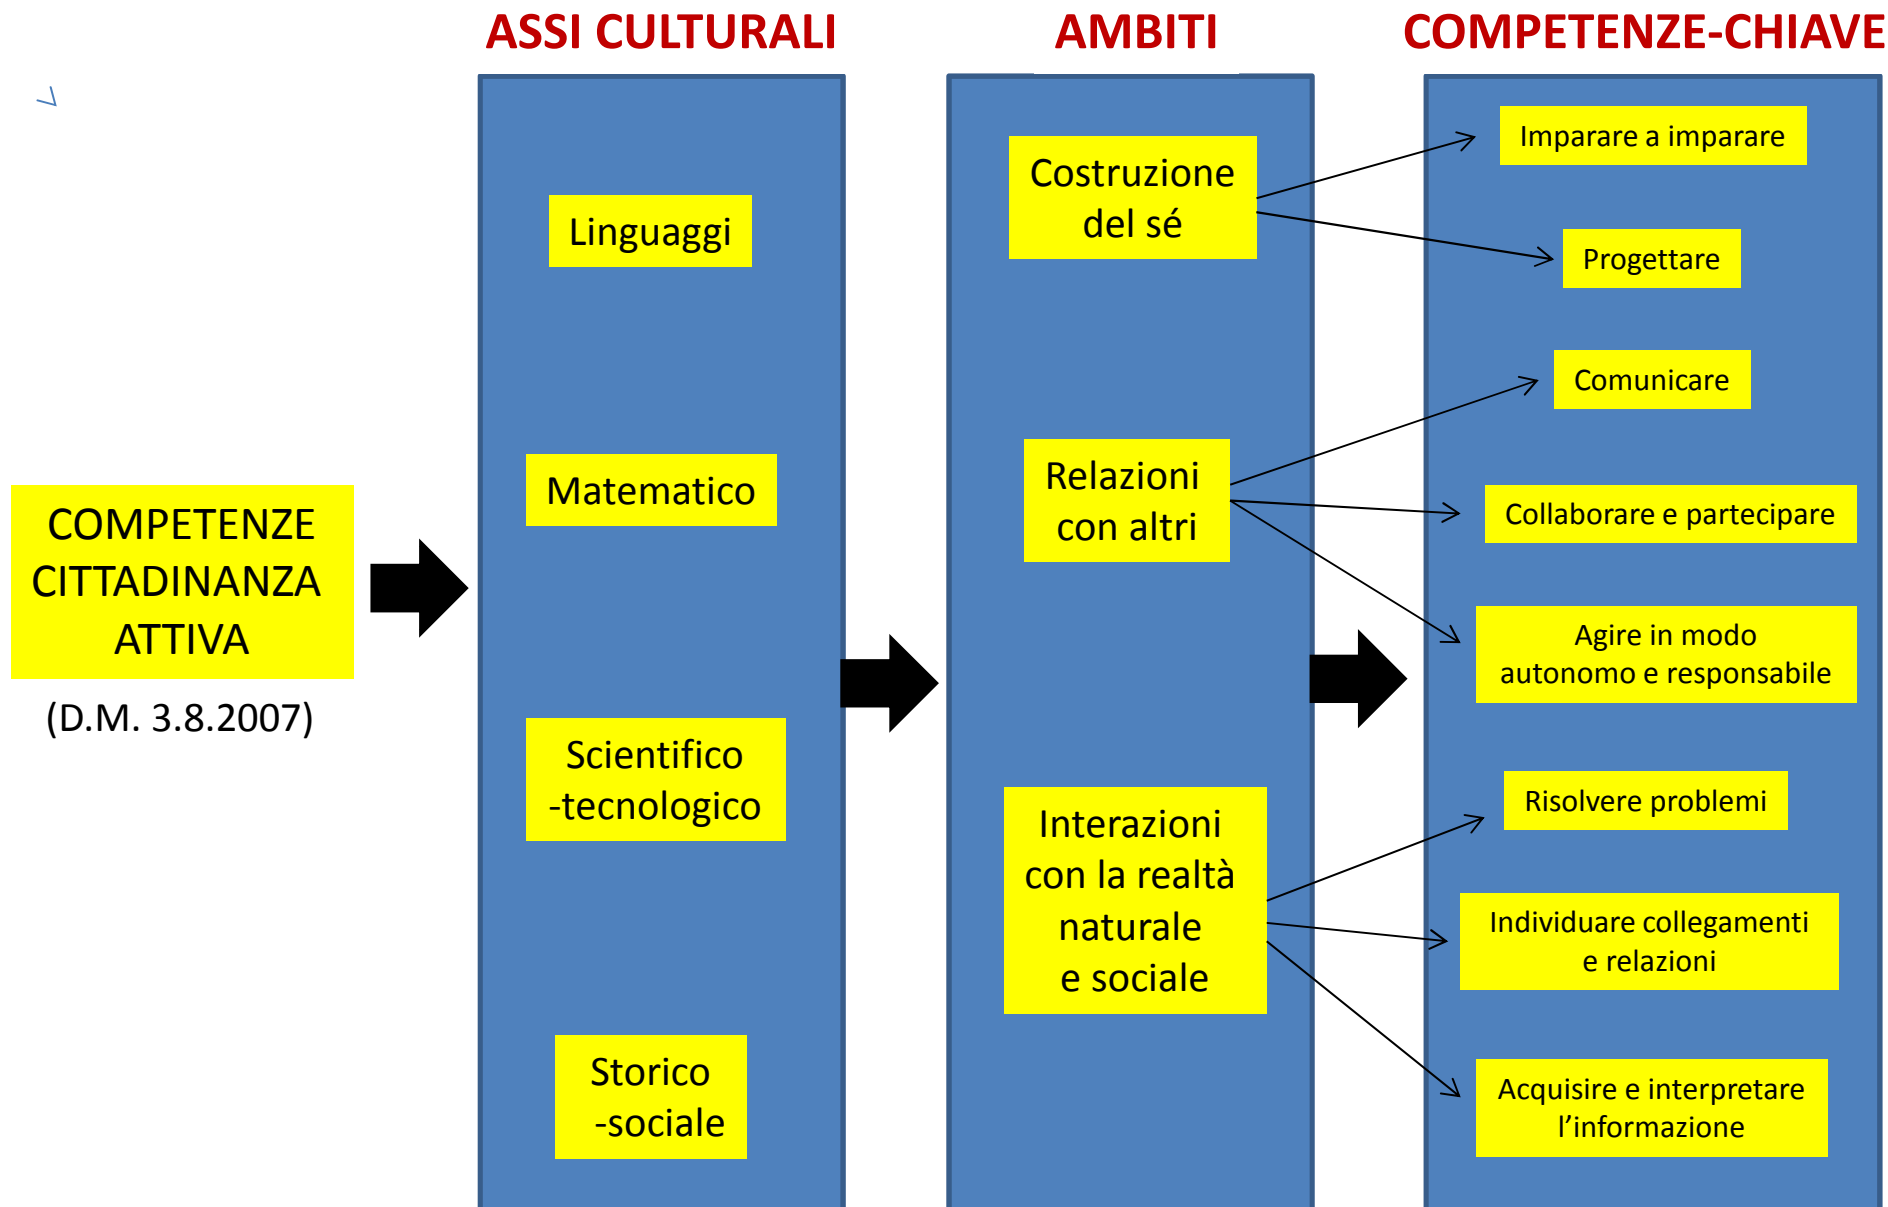 ASSI CULTURALI
AMBITI
COMPETENZE-CHIAVE
COMPETENZE
CITTADINANZA
ATTIVA
(D.M. 3.8.2007)
Linguaggi
Matematico
Scientifico
-tecnologico
Storico
-sociale
Costruzione
del sé
Relazioni
con altri
Interazioni
con la realtà
naturale
e sociale
Imparare a imparare
Progettare
Comunicare
Collaborare e partecipare
Agire in modo
autonomo e responsabile
Risolvere problemi
Individuare collegamenti
e relazioni
Acquisire e interpretare
l’informazione